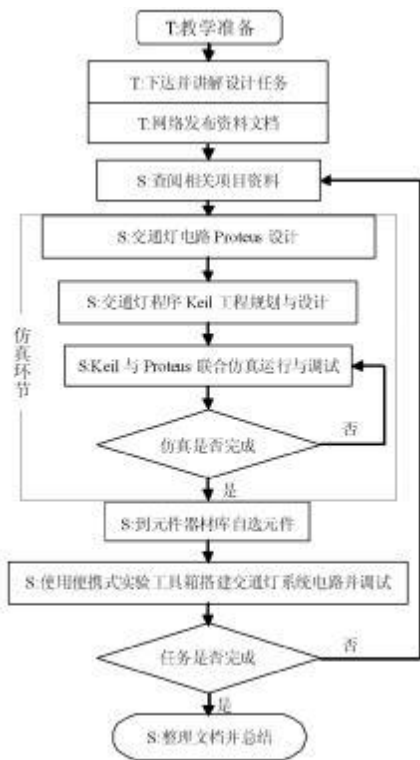 T:教学准备
T:下达并讲解设计任务
T:网络发布资料文档
S:查阅相关项目资料
S:交通灯电路 Proteus 设计
S:交通灯程序 Keil 工程规划与设计
仿真环节
S:Keil 与 Proteus 联合仿真运行与调试
仿真是否完成
否
是
S:到元件器材库自选元件
S:使用便携式实验工具箱搭建交通灯系统电路并调试
任务是否完成
否
是
S:整理文档并总结